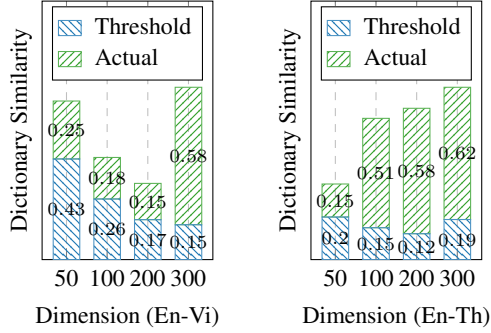 Threshold
Actual
Dictionary Similarity
0.25
0.18
0.15
0.58
0.43
0.26
0.17
0.15
50 100 200 300
Dimension (En-Vi)
Threshold
Actual
Dictionary Similarity
0.15
0.51
0.58
0.62
0.2
0.15
0.12
0.19
50 100 200 300
Dimension (En-Th)